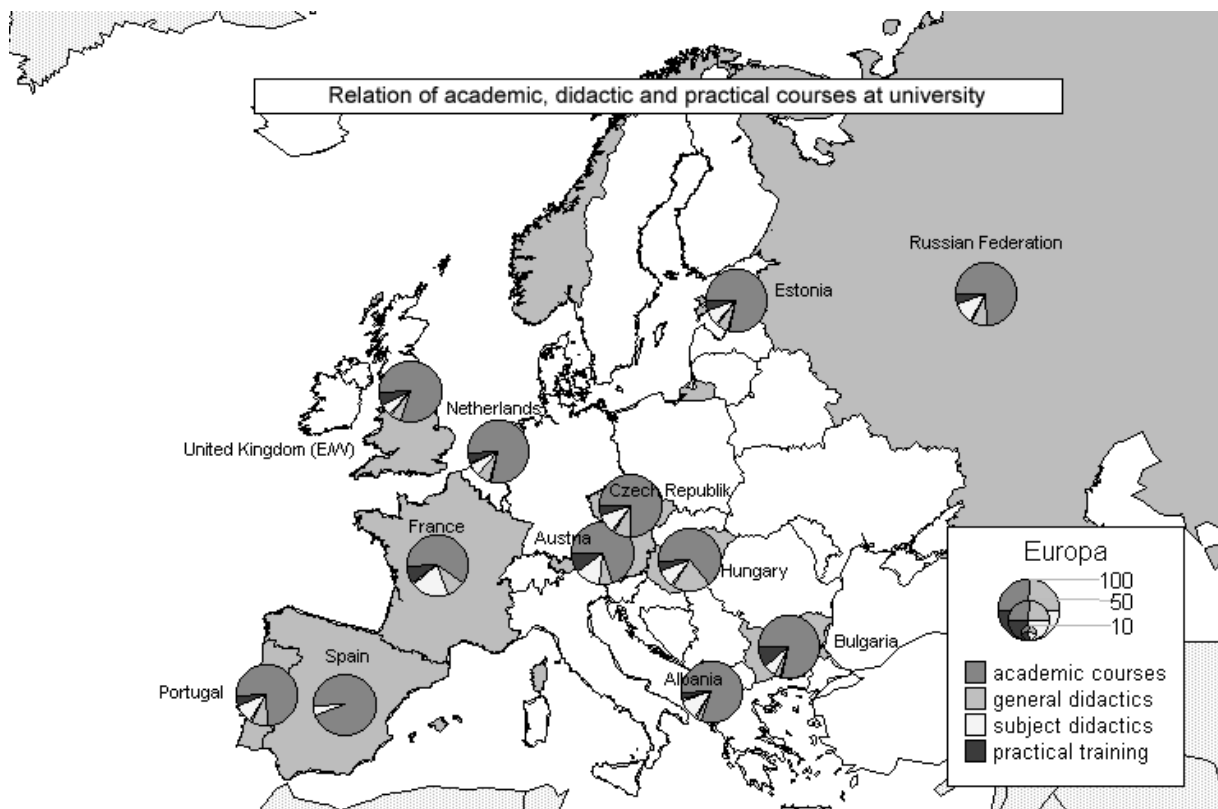 Relation of academic, didactic and practical courses at university
Russian Federation
Estonia
Netherlands
United Kingdom (E/W)
Czech Republik
France
Austria
Hungary
Spain
Bulgaria
Albania
Portugal
Europa
100
50
10
academic courses
general didactics
subject didactics
practical training